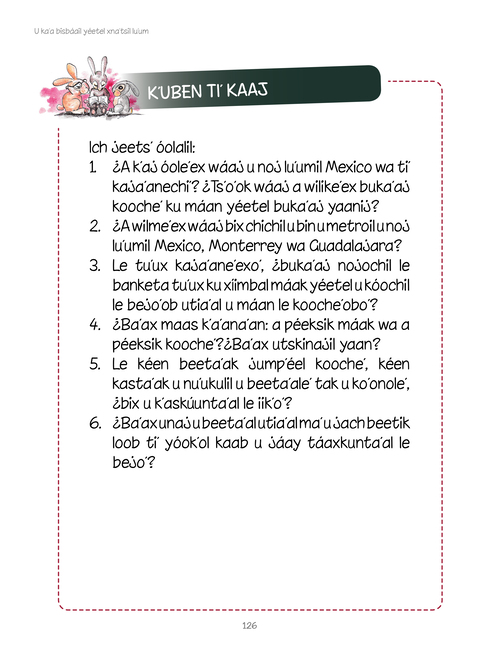 U ka'a bisbáail yéetel xna'tsil lu'um
K'UBEN TI' KAAJ
Ich jeets' óolalil:
1. ¿A k'aj óole'ex wáaj u noj lu'umil Mexico wa ti'
kaja'anechi'? ¿Ts'o'ok wáaj a wilike'ex buka'aj
kooche' ku máan yéetel buka'aj yaanij?
2. ¿A wilme'ex wáaj bix chichil u bin u metroil u noj
lu'umil Mexico, Monterrey wa Guadalajara?
3. Le tu'ux kaja'ane'exo', ¿buka'aj nojochil le
banketa tu'ux ku xíimbal máak yéetel u kóochil
le bejo'ob utia'al u máan le kooche'obo'?
4. ¿Ba'ax maas k'a'ana'an: a péeksik máak wa a
péeksik kooche'?¿Ba'ax utskinajil yaan?
5. Le kéen beeta'ak jump'éel kooche', kéen
kasta'ak u nu'ukulil u beeta'ale' tak u ko'onole',
¿bix u k'askúunta'al le iik'o'?
6. ¿Ba'ax unaj u beeta'al utia'al ma' u jach beetik
loob ti' yóok'ol kaab u jáay táaxkunta'al le
bejo'?
126